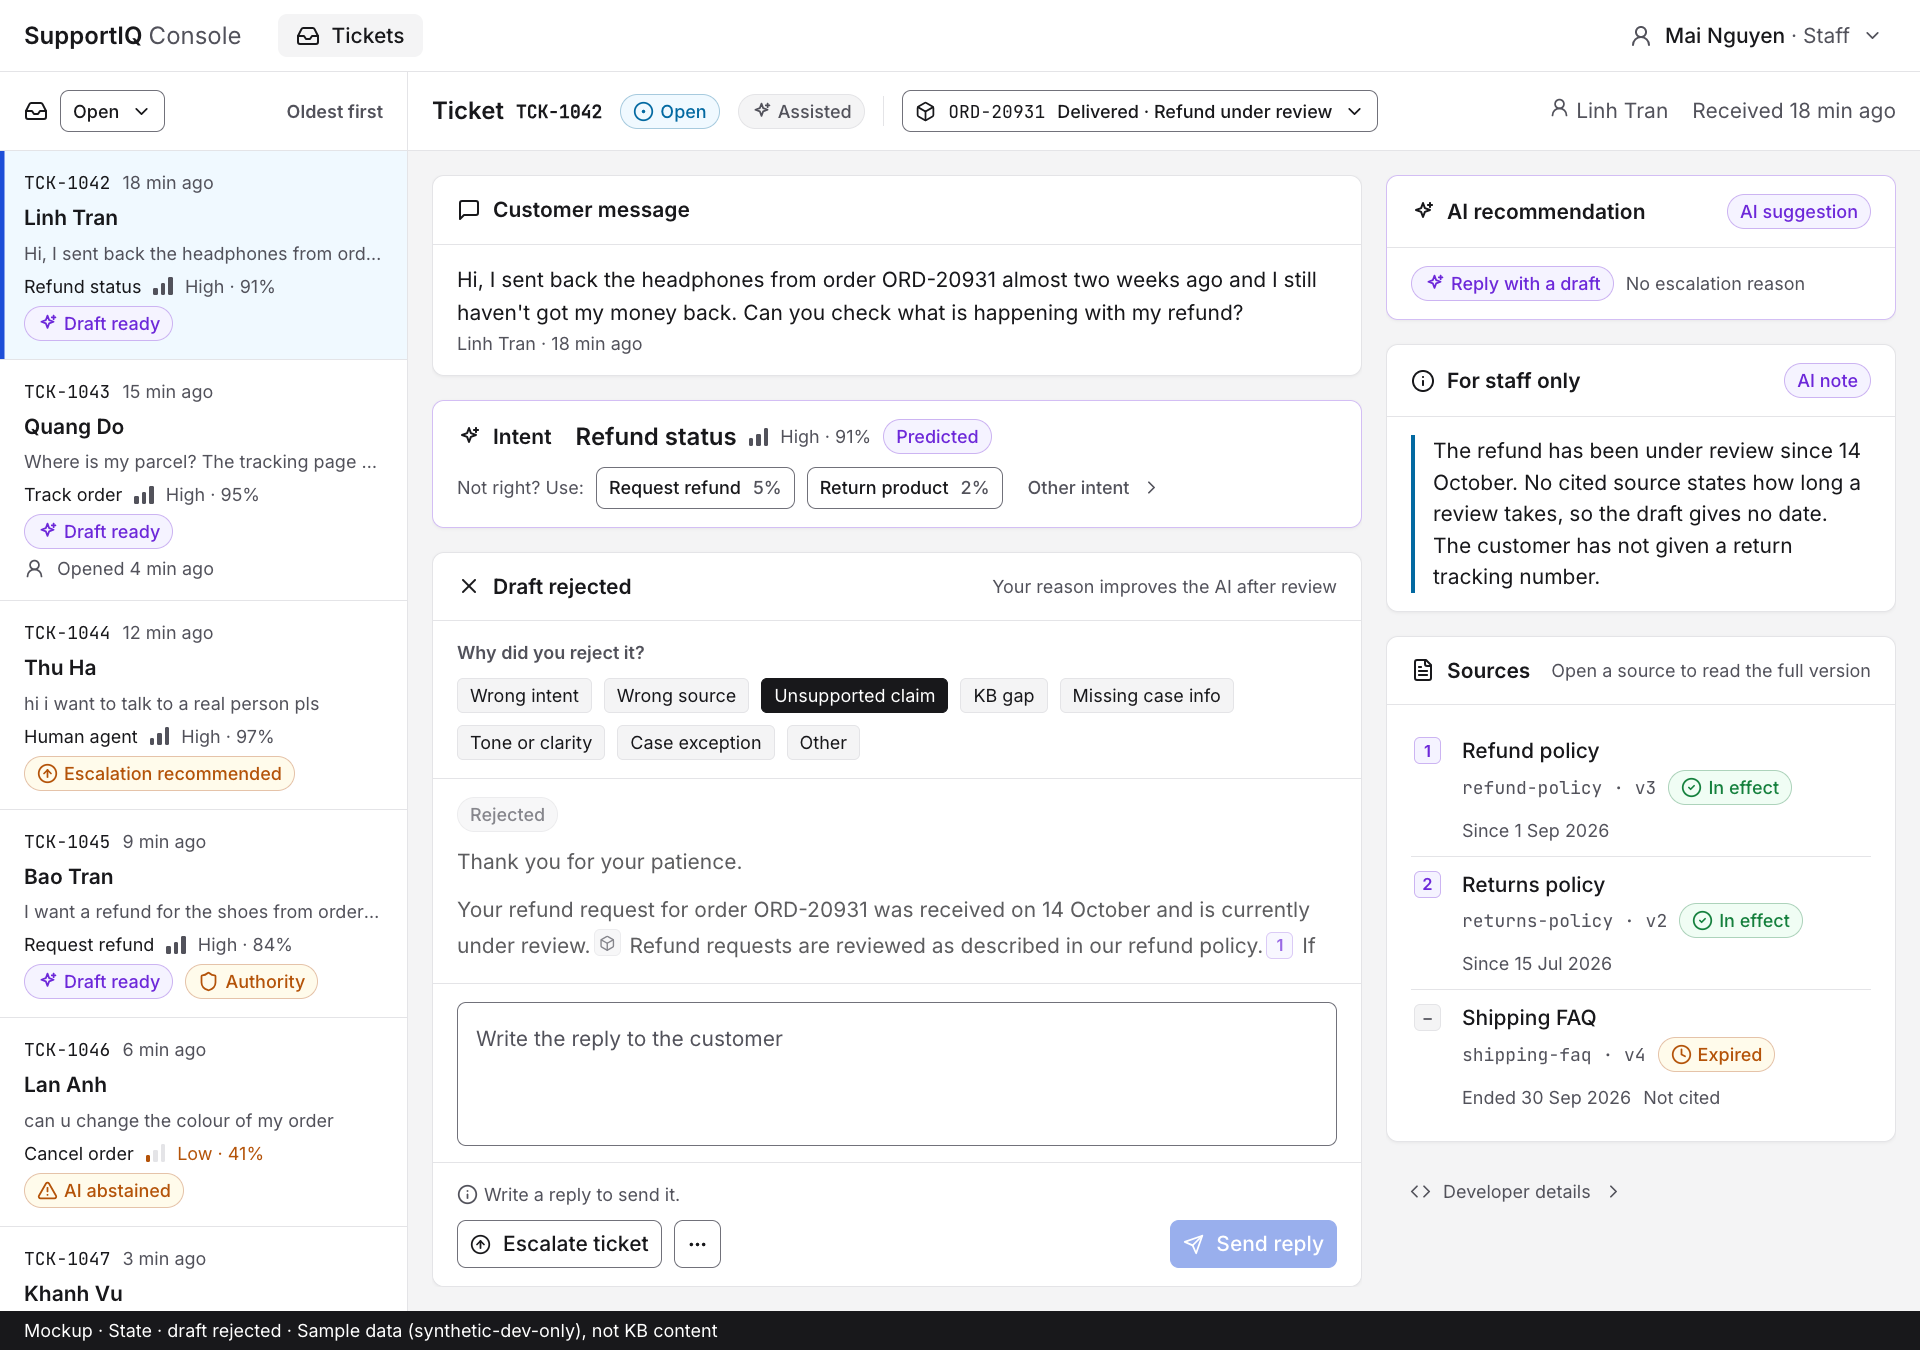 SupportIQ Console
Tickets
Mai Nguyen · Staff
Open
Oldest first
TCK-1042 18 min ago
Linh Tran
Hi, I sent back the headphones from ord...
Refund status High · 91%
Draft ready
TCK-1043 15 min ago
Quang Do
Where is my parcel? The tracking page ...
Track order High · 95%
Draft ready
Opened 4 min ago
TCK-1044 12 min ago
Thu Ha
hi i want to talk to a real person pls
Human agent High · 97%
Escalation recommended
TCK-1045 9 min ago
Bao Tran
I want a refund for the shoes from order...
Request refund High · 84%
Draft ready Authority
TCK-1046 6 min ago
Lan Anh
can u change the colour of my order
Cancel order Low · 41%
AI abstained
TCK-1047 3 min ago
Khanh Vu
Ticket TCK-1042 Open Assisted ORD-20931 Delivered · Refund under review Linh Tran Received 18 min ago
Customer message
Hi, I sent back the headphones from order ORD-20931 almost two weeks ago and I still
haven't got my money back. Can you check what is happening with my refund?
Linh Tran · 18 min ago
Intent Refund status High · 91% Predicted
Not right? Use: Request refund 5% Return product 2% Other intent
Draft rejected Your reason improves the AI after review
Why did you reject it?
Wrong intent Wrong source Unsupported claim KB gap Missing case info
Tone or clarity Case exception Other
Rejected
Thank you for your patience.
Your refund request for order ORD-20931 was received on 14 October and is currently
under review. Refund requests are reviewed as described in our refund policy. 1 If
Write the reply to the customer
Write a reply to send it.
Escalate ticket ... Send reply
AI recommendation AI suggestion
Reply with a draft No escalation reason
For staff only AI note
The refund has been under review since 14
October. No cited source states how long a
review takes, so the draft gives no date.
The customer has not given a return
tracking number.
Sources Open a source to read the full version
1 Refund policy
refund-policy · v3 In effect
Since 1 Sep 2026
2 Returns policy
returns-policy · v2 In effect
Since 15 Jul 2026
– Shipping FAQ
shipping-faq · v4 Expired
Ended 30 Sep 2026 Not cited
Developer details
Mockup · State · draft rejected · Sample data (synthetic-dev-only), not KB content